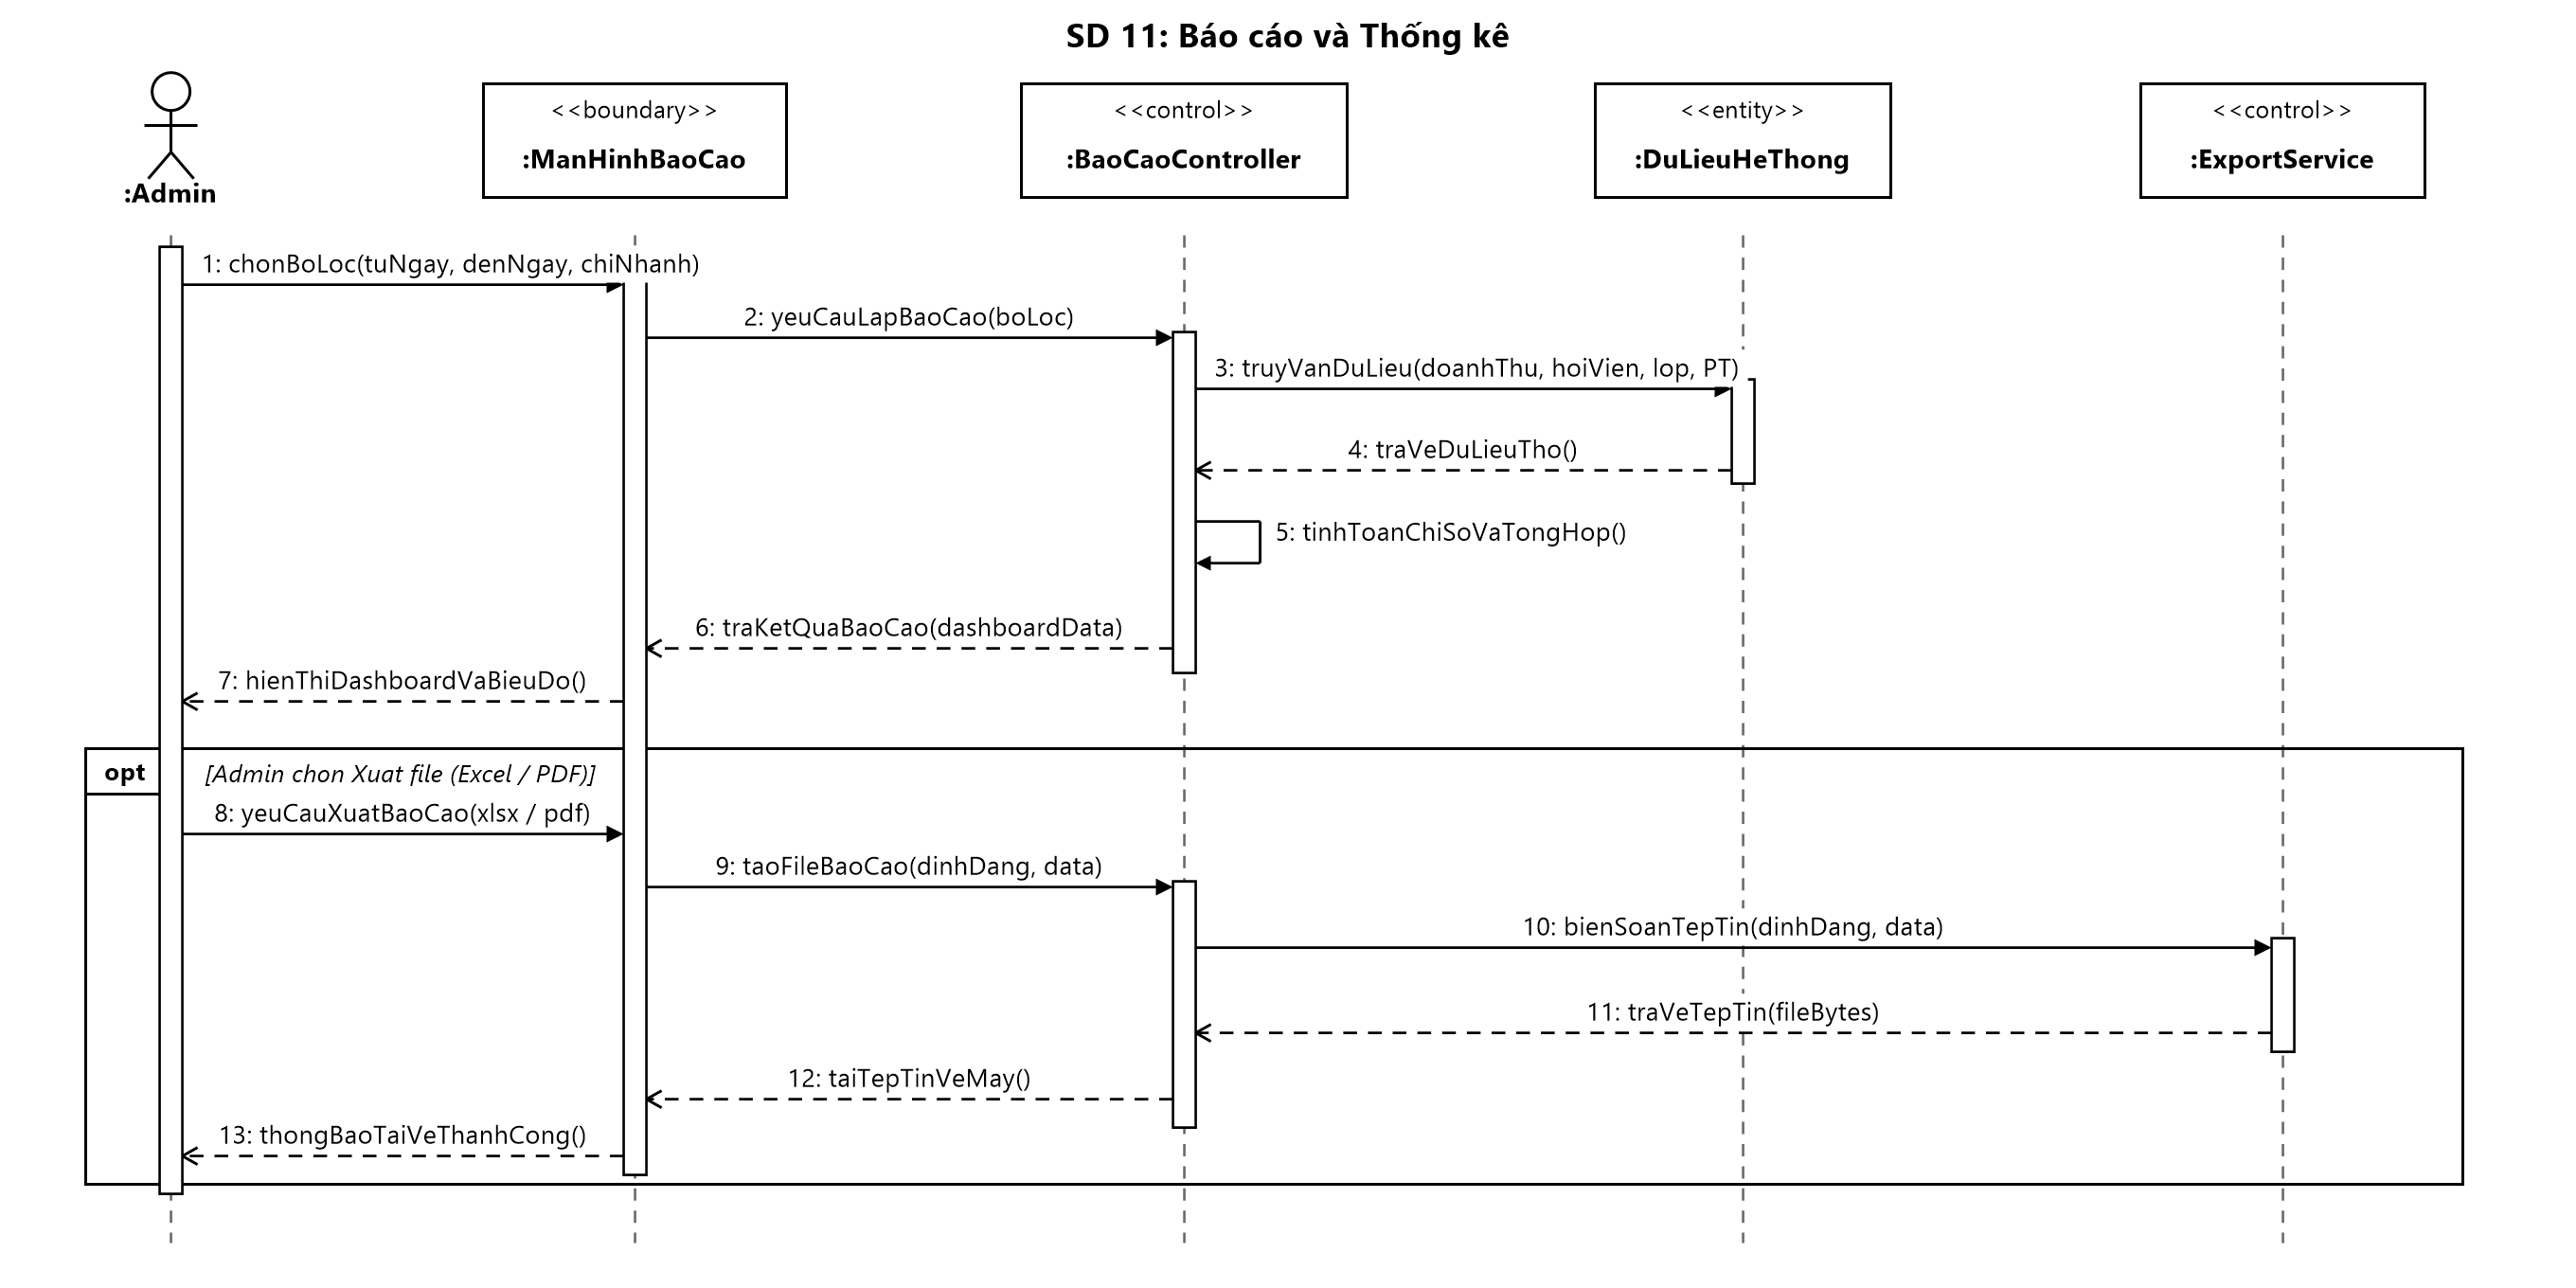 SD 11: Báo cáo và Thống kê
:Admin
<<boundary>>
:ManHinhBaoCao
<<control>>
:BaoCaoController
<<entity>>
:DuLieuHeThong
<<control>>
:ExportService
1: chonBoLoc(tuNgay, denNgay, chiNhanh)
2: yeuCauLapBaoCao(boLoc)
3: truyVanDuLieu(doanhThu, hoiVien, lop, PT)
4: traVeDuLieuTho()
5: tinhToanChiSoVaTongHop()
6: traKetQuaBaoCao(dashboardData)
7: hienThiDashboardVaBieuDo()
opt
[Admin chon Xuat file (Excel / PDF)]
8: yeuCauXuatBaoCao(xlsx / pdf)
9: taoFileBaoCao(dinhDang, data)
10: bienSoanTepTin(dinhDang, data)
11: traVeTepTin(fileBytes)
12: taiTepTinVeMay()
13: thongBaoTaiVeThanhCong()